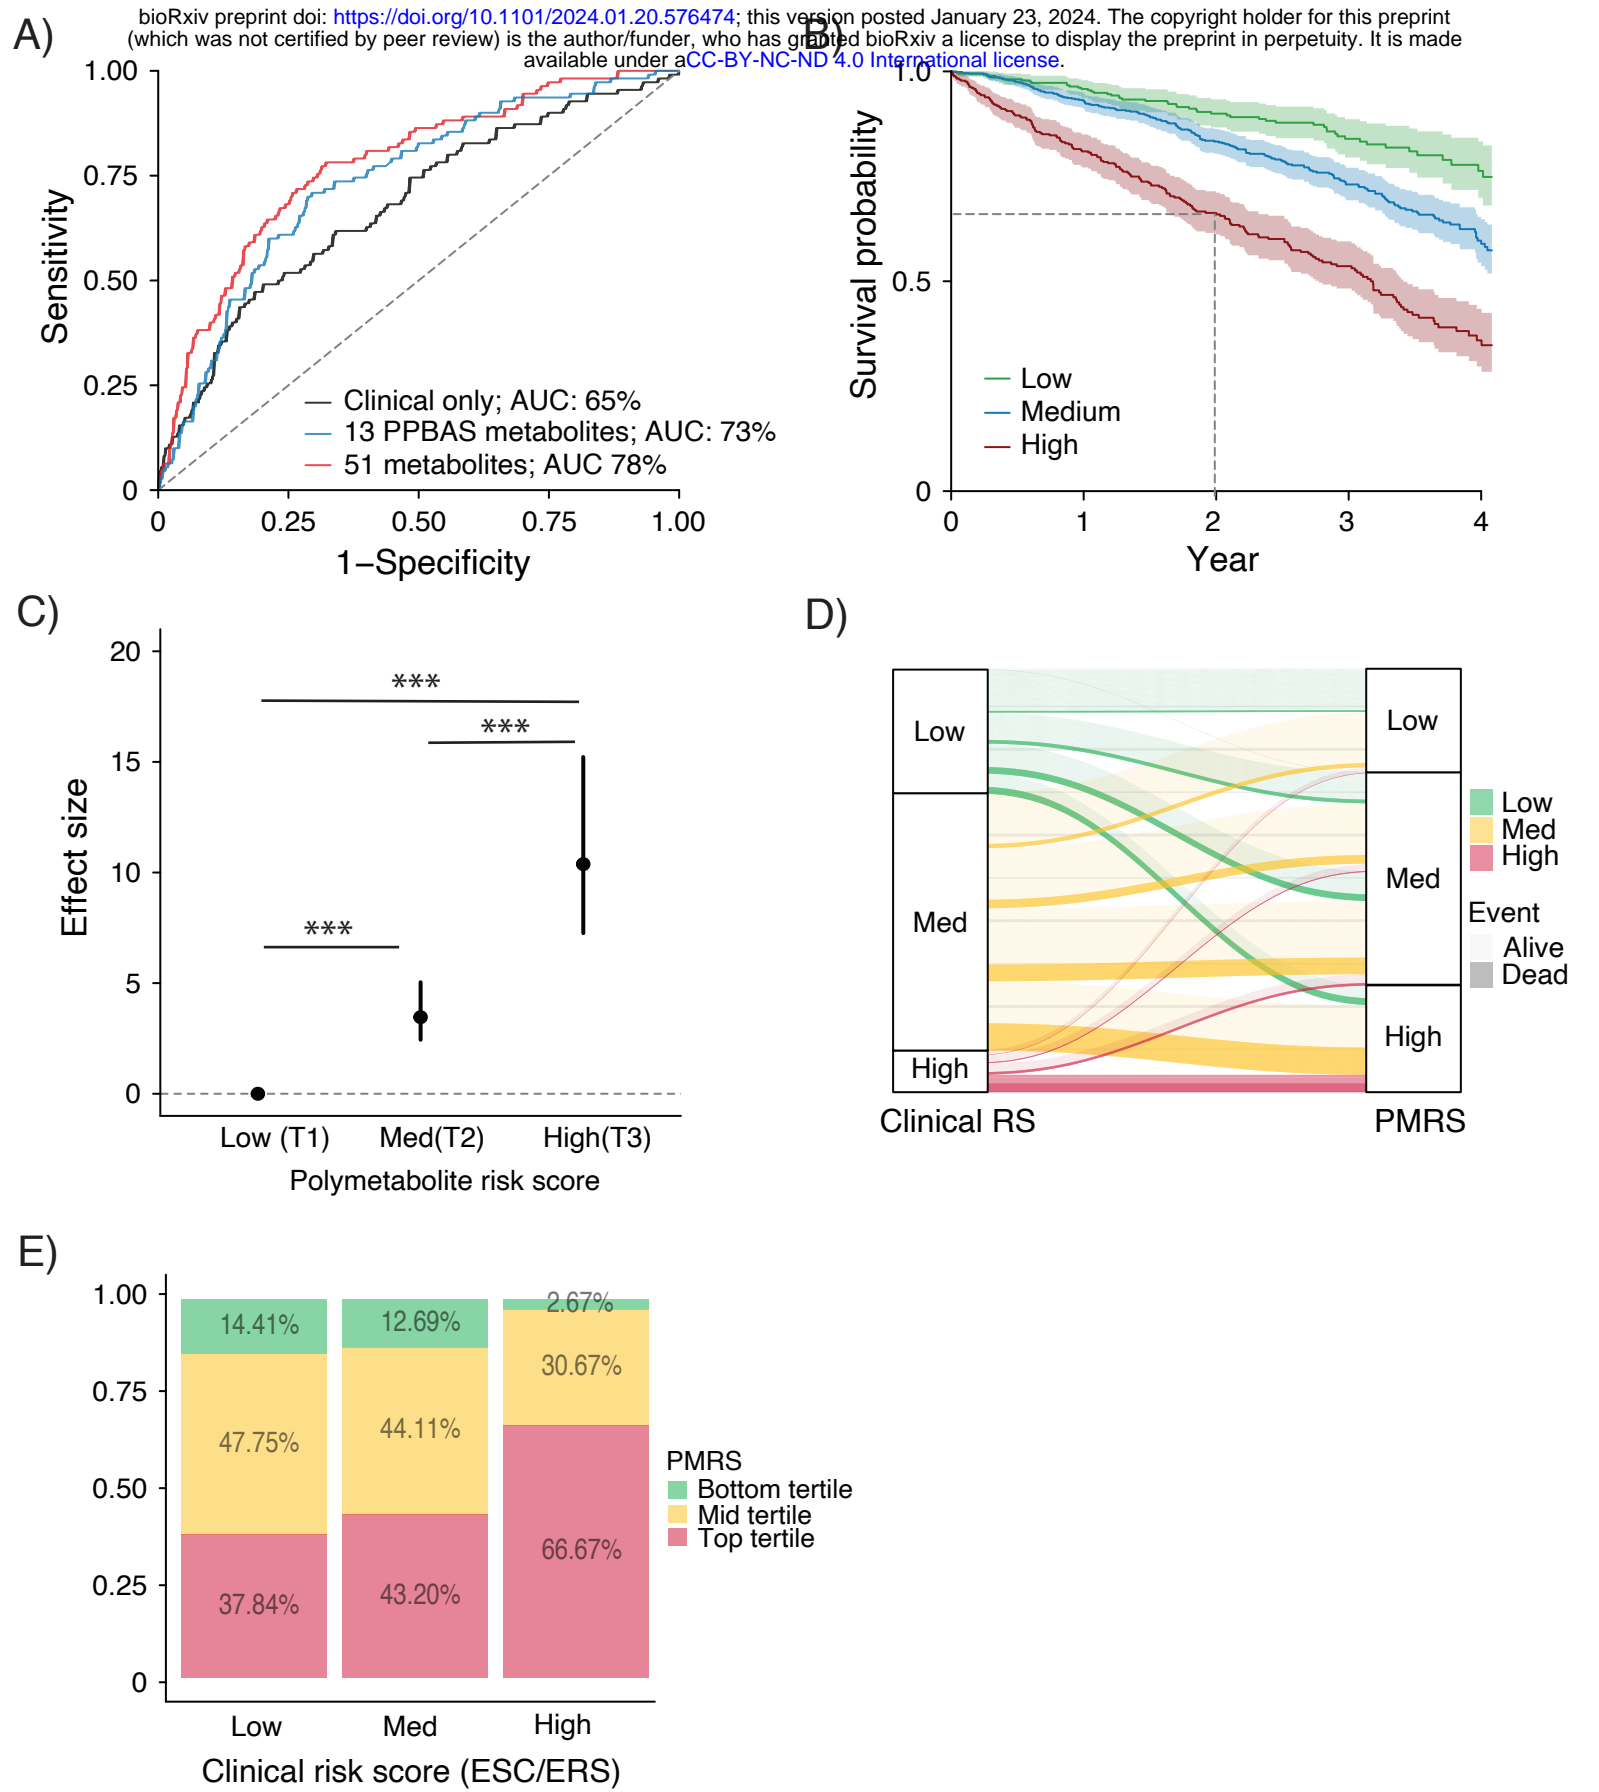 bioRxiv preprint doi: https://doi.org/10.1101/2024.01.20.576474; this version posted January 23, 2024. The copyright holder for this preprint
(which was not certified by peer review) is the author/funder, who has granted bioRxiv a license to display the preprint in perpetuity. It is made
available under aCC-BY-NC-ND 4.0 International license.
A)
1.00
0.75
0.50
0.25
0
Sensitivity
Clinical only; AUC: 65%
13 PPBAS metabolites; AUC: 73%
51 metabolites; AUC 78%
0 0.25 0.50 0.75 1.00
1−Specificity
B)
1.0
0.5
0
Survival probability
Low
Medium
High
0 1 2 3 4
Year
C)
20
15
10
5
0
Effect size
***
***
***
Low (T1) Med(T2) High(T3)
Polymetabolite risk score
D)
Low
Med
High
Low
Med
High
Clinical RS PMRS
Low
Med
High
Event
Alive
Dead
E)
1.00
0.75
0.50
0.25
0
14.41% 12.69% 2.67%
47.75% 44.11% 30.67%
37.84% 43.20% 66.67%
PMRS
Bottom tertile
Mid tertile
Top tertile
Low Med High
Clinical risk score (ESC/ERS)